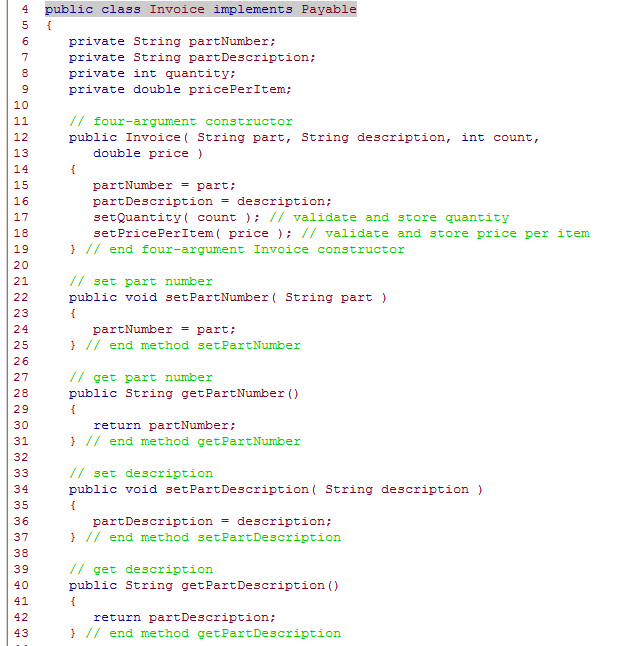 4 public class Invoice implements Payable
5 {
6 private String partNumber;
7 private String partDescription;
8 private int quantity;
9 private double pricePerItem;
10
11 // four-argument constructor
12 public Invoice( String part, String description, int count,
13 double price )
14 {
15 partNumber = part;
16 partDescription = description;
17 setQuantity( count ); // validate and store quantity
18 setPricePerItem( price ); // validate and store price per item
19 } // end four-argument Invoice constructor
20
21 // set part number
22 public void setPartNumber( String part )
23 {
24 partNumber = part;
25 } // end method setPartNumber
26
27 // get part number
28 public String getPartNumber()
29 {
30 return partNumber;
31 } // end method getPartNumber
32
33 // set description
34 public void setPartDescription( String description )
35 {
36 partDescription = description;
37 } // end method setPartDescription
38
39 // get description
40 public String getPartDescription()
41 {
42 return partDescription;
43 } // end method getPartDescription